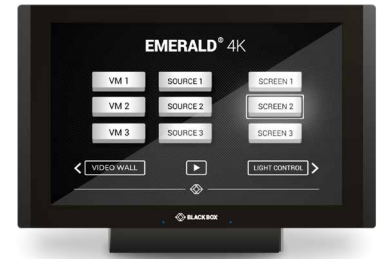 EMERALD® 4K
VM 1 SOURCE 1 SCREEN 1
VM 2 SOURCE 2 SCREEN 2
VM 3 SOURCE 3 SCREEN 3
VIDEO WALL LIGHT CONTROL
BLACK BOX